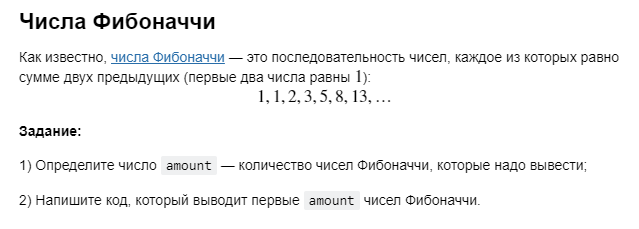 Числа Фибоначчи
Как известно, числа Фибоначчи — это последовательность чисел, каждое из которых равно
сумме двух предыдущих (первые два числа равны 1):
1, 1, 2, 3, 5, 8, 13, …
Задание:
1) Определите число amount — количество чисел Фибоначчи, которые надо вывести;
2) Напишите код, который выводит первые amount чисел Фибоначчи.